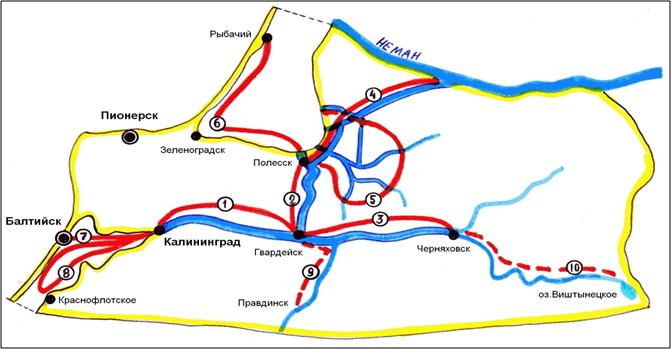 Рыбачий
НЕМАН
4
Пионерск
6
Зеленоградск
Полесск
2
5
1
3
Балтийск
7
Калининград
Гвардейск
Черняховск
8
9
10
Краснофлотское
Правдинск
оз.Виштынецкое